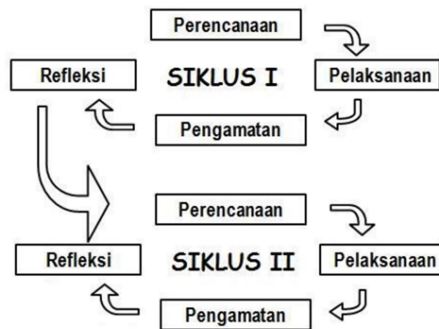 Perencanaan
Refleksi
SIKLUS I
Pelaksanaan
Pengamatan
Perencanaan
Refleksi
SIKLUS II
Pelaksanaan
Pengamatan